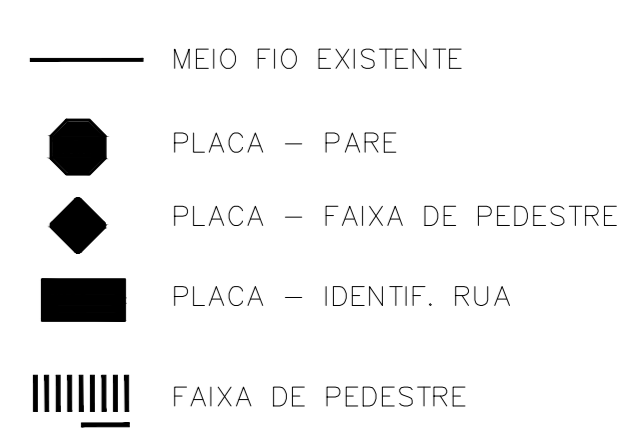 MEIO FIO EXISTENTE
PLACA – PARE
PLACA – FAIXA DE PEDESTRE
PLACA – IDENTIF. RUA
FAIXA DE PEDESTRE